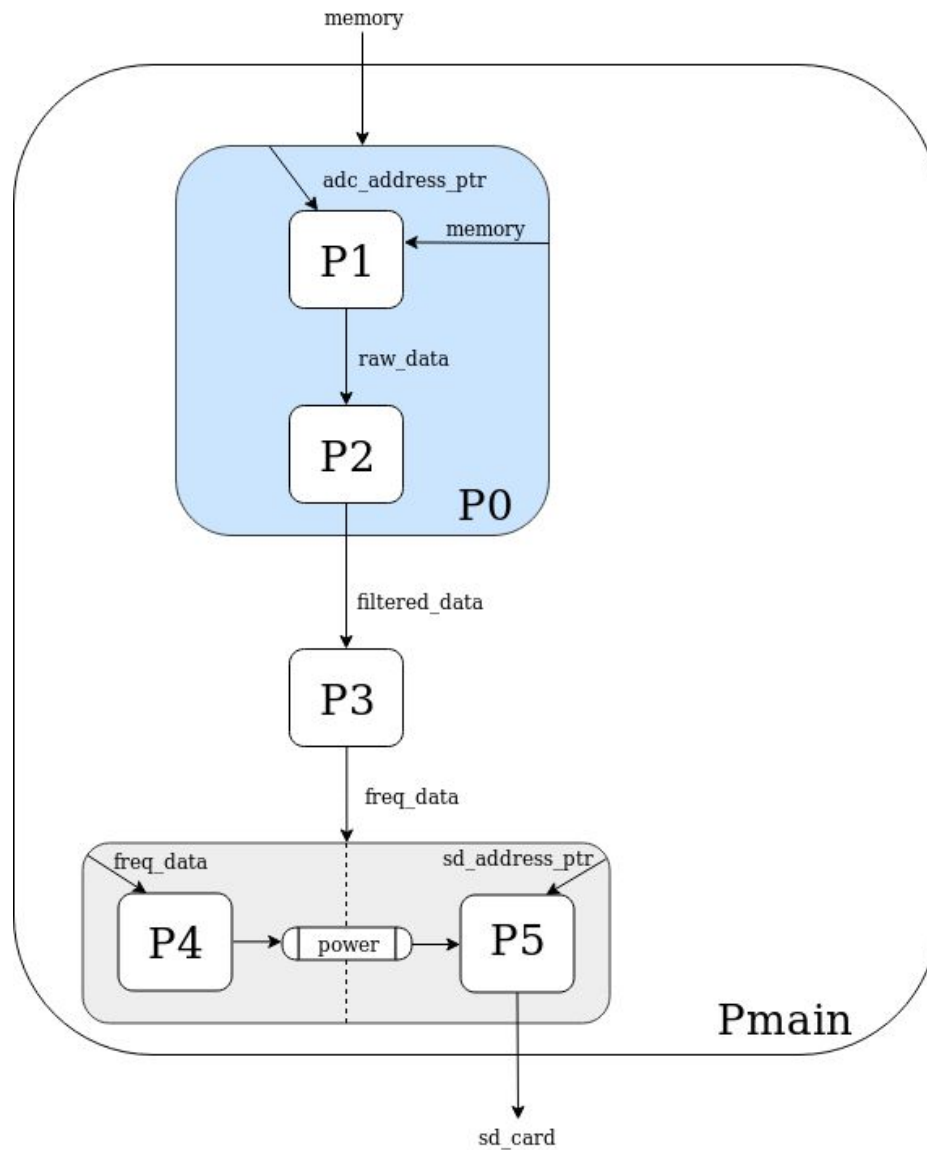 memory
adc_address_ptr
memory
P1
raw_data
P2
P0
filtered_data
P3
freq_data
freq_data
sd_address_ptr
P4
power
P5
Pmain
sd_card